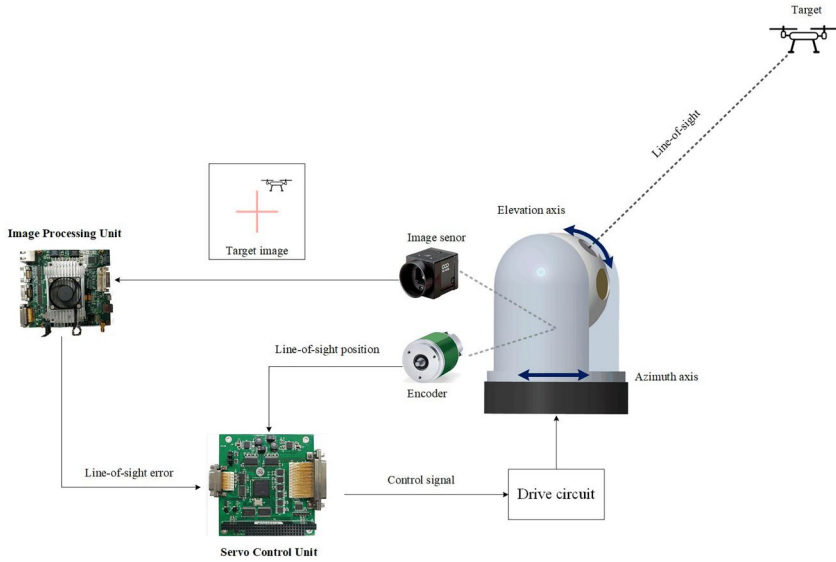 Target
Line-of-sight
Elevation axis
Target image
Image Processing Unit
Image senor
Line-of-sight position
Encoder
Azimuth axis
Line-of-sight error
Control signal
Drive circuit
Servo Control Unit